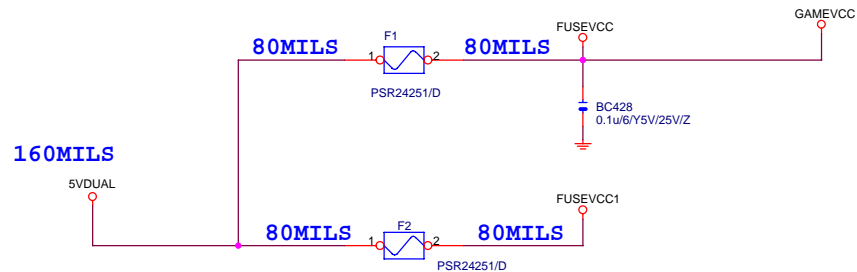 GAMEVCC
F1
FUSEVCC
80MILS
1
2
80MILS
PSR24251/D
BC428
0.1u/6/Y5V/25V/Z
160MILS
5VDUAL
FUSEVCC1
F2
80MILS
1
2
80MILS
PSR24251/D